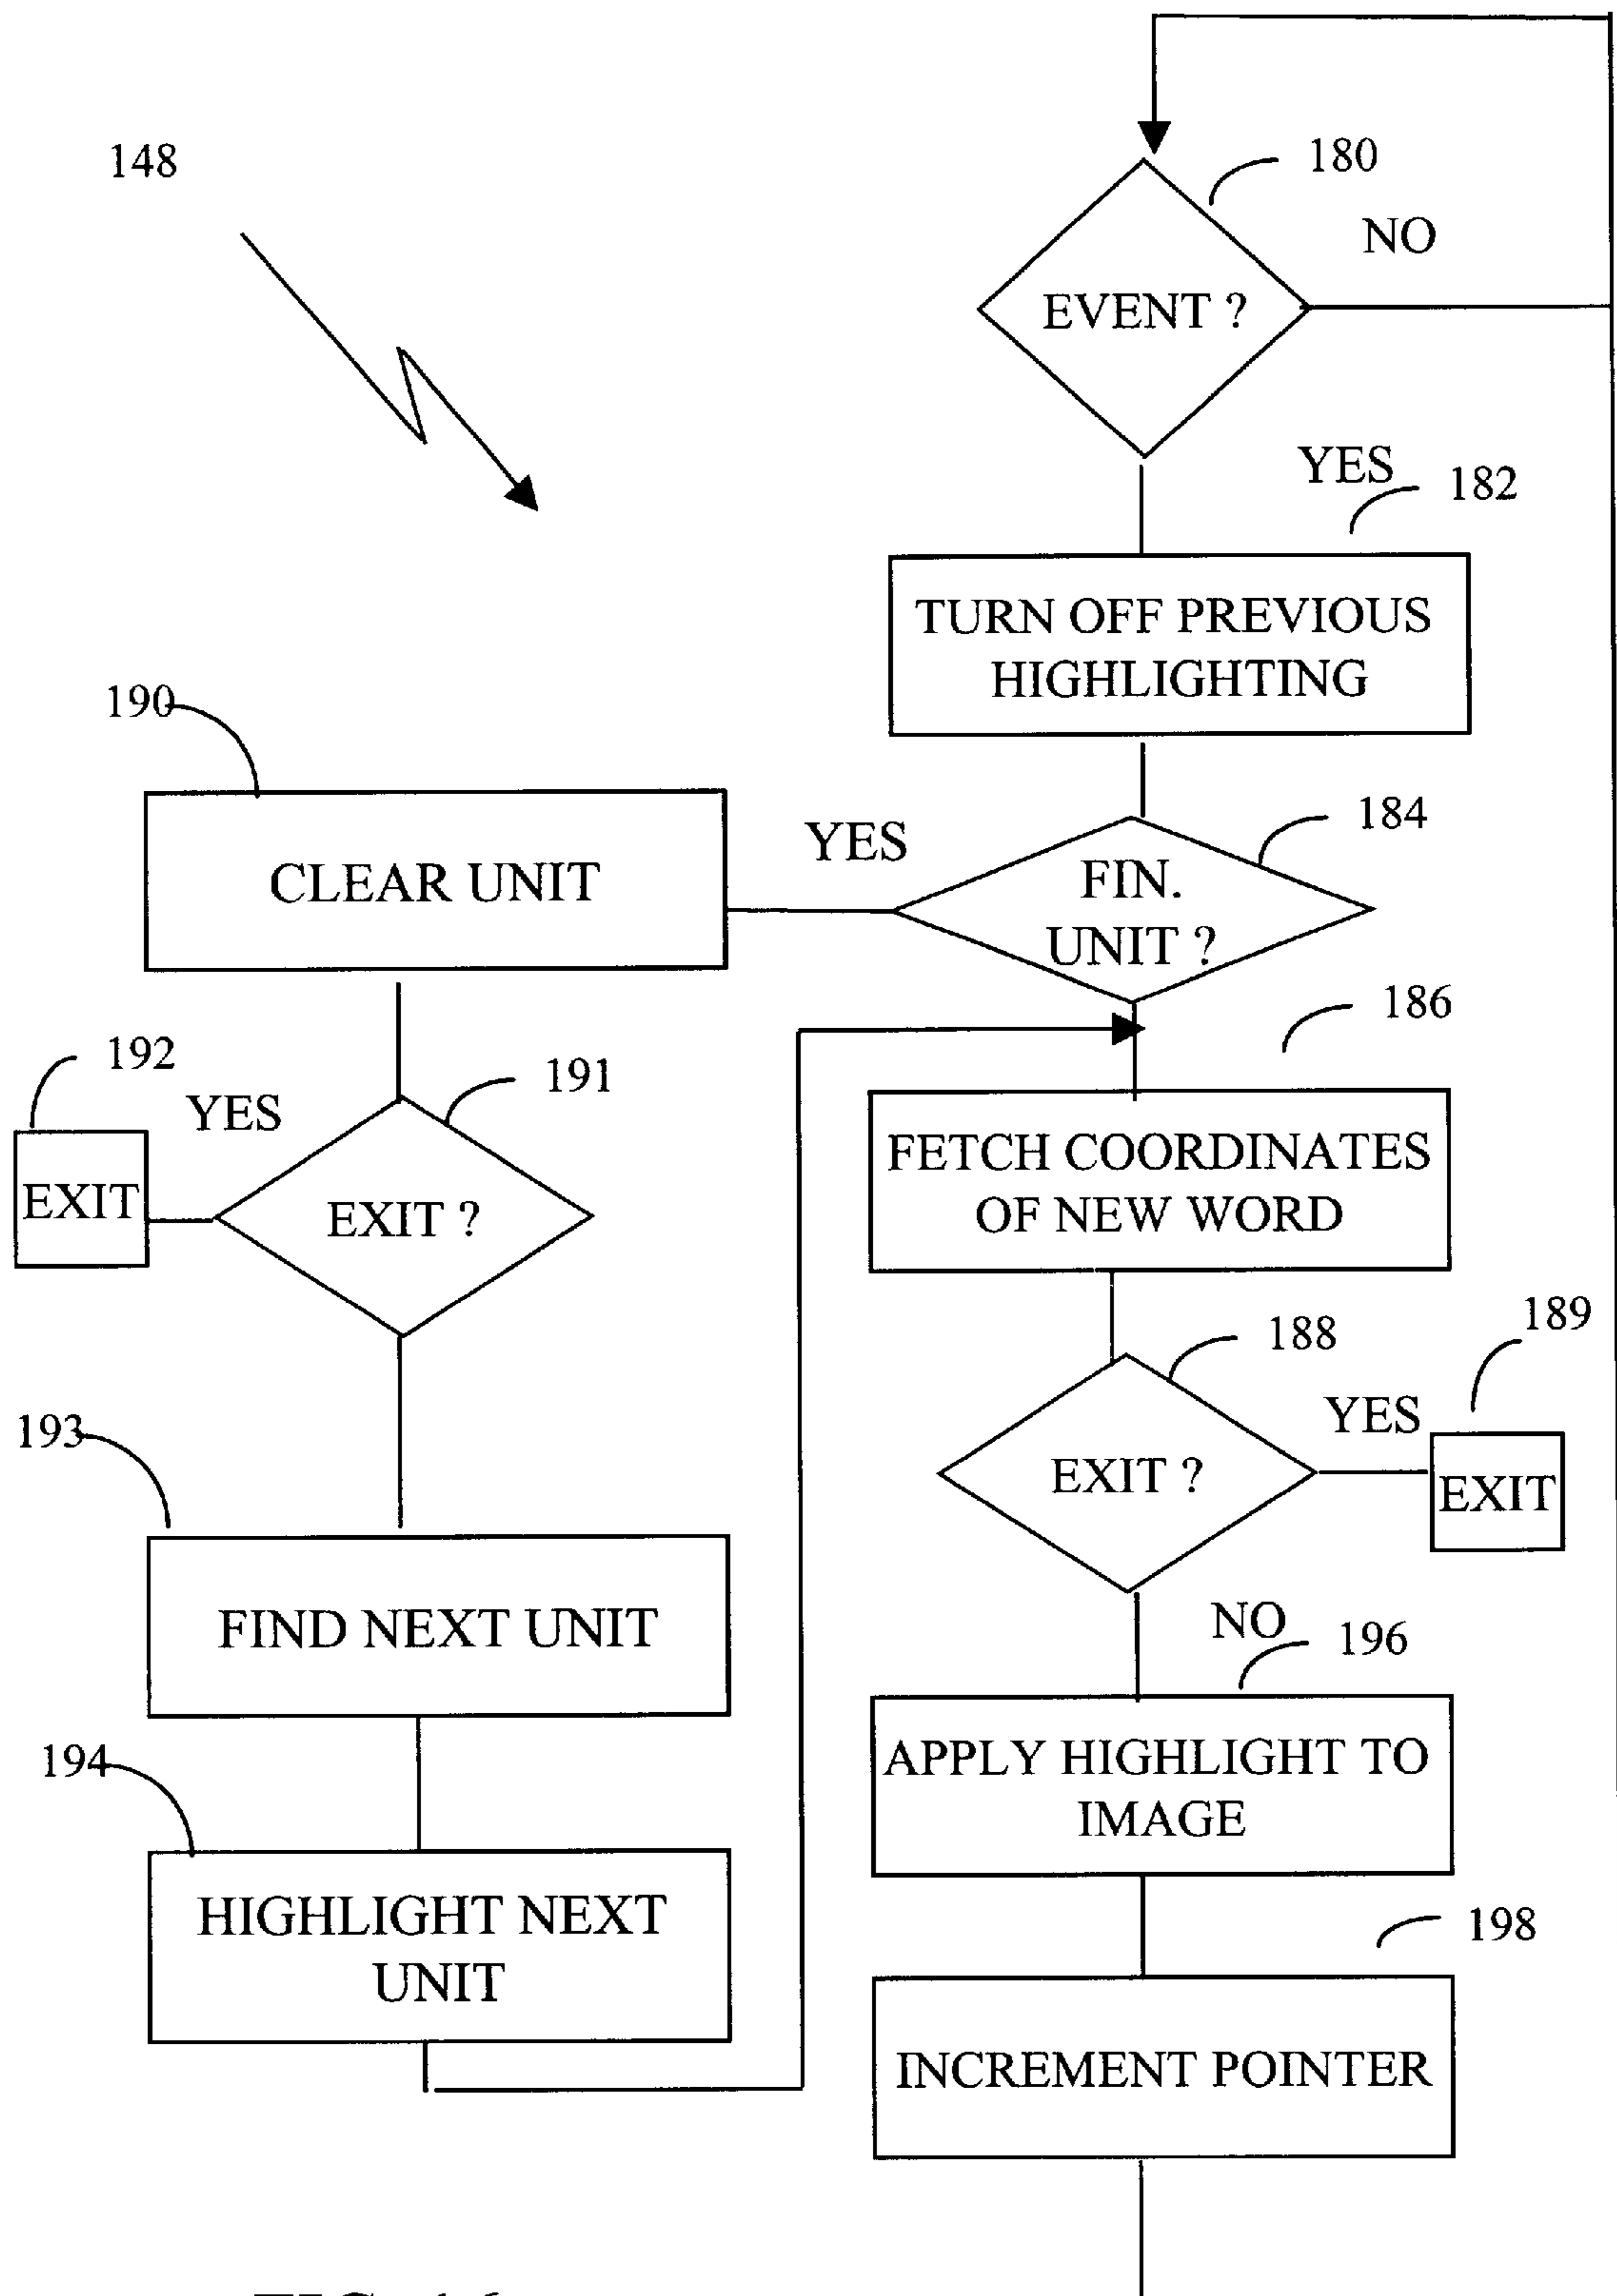 148
180
NO
EVENT ?
YES
182
TURN OFF PREVIOUS
HIGHLIGHTING
190
CLEAR UNIT
YES
184
FIN.
UNIT ?
186
192
YES
191
EXIT
EXIT ?
FETCH COORDINATES
OF NEW WORD
188
189
YES
EXIT ?
EXIT
193
FIND NEXT UNIT
NO
196
APPLY HIGHLIGHT TO
IMAGE
194
HIGHLIGHT NEXT
UNIT
198
INCREMENT POINTER